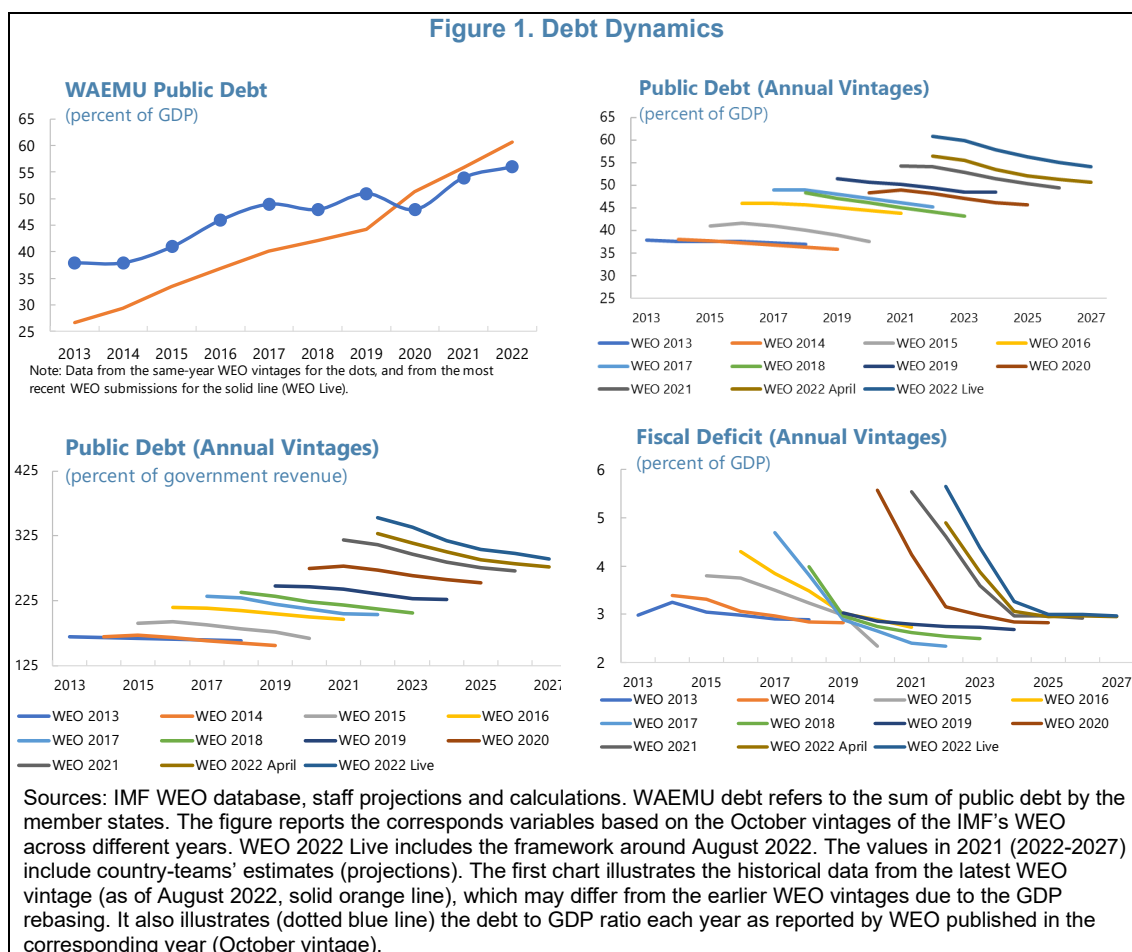 Figure 1. Debt Dynamics
WAEMU Public Debt
(percent of GDP)
65
60
55
50
45
40
35
30
25
2013 2014 2015 2016 2017 2018 2019 2020 2021 2022
Note: Data from the same-year WEO vintages for the dots, and from the most
recent WEO submissions for the solid line (WEO Live).
Public Debt (Annual Vintages)
(percent of GDP)
65
60
55
50
45
40
35
30
25
2013 2015 2017 2019 2021 2023 2025 2027
WEO 2013 WEO 2014 WEO 2015 WEO 2016
WEO 2017 WEO 2018 WEO 2019 WEO 2020
WEO 2021 WEO 2022 April WEO 2022 Live
Public Debt (Annual Vintages)
(percent of government revenue)
425
325
225
125
2013 2015 2017 2019 2021 2023 2025 2027
WEO 2013 WEO 2014 WEO 2015 WEO 2016
WEO 2017 WEO 2018 WEO 2019 WEO 2020
WEO 2021 WEO 2022 April WEO 2022 Live
Fiscal Deficit (Annual Vintages)
(percent of GDP)
6
5
4
3
2
2013 2015 2017 2019 2021 2023 2025 2027
WEO 2013 WEO 2014 WEO 2015 WEO 2016
WEO 2017 WEO 2018 WEO 2019 WEO 2020
WEO 2021 WEO 2022 April WEO 2022 Live
Sources: IMF WEO database, staff projections and calculations. WAEMU debt refers to the sum of public debt by the
member states. The figure reports the corresponds variables based on the October vintages of the IMF's WEO
across different years. WEO 2022 Live includes the framework around August 2022. The values in 2021 (2022-2027)
include country-teams' estimates (projections). The first chart illustrates the historical data from the latest WEO
vintage (as of August 2022, solid orange line), which may differ from the earlier WEO vintages due to the GDP
rebasing. It also illustrates (dotted blue line) the debt to GDP ratio each year as reported by WEO published in the
corresponding year (October vintage).